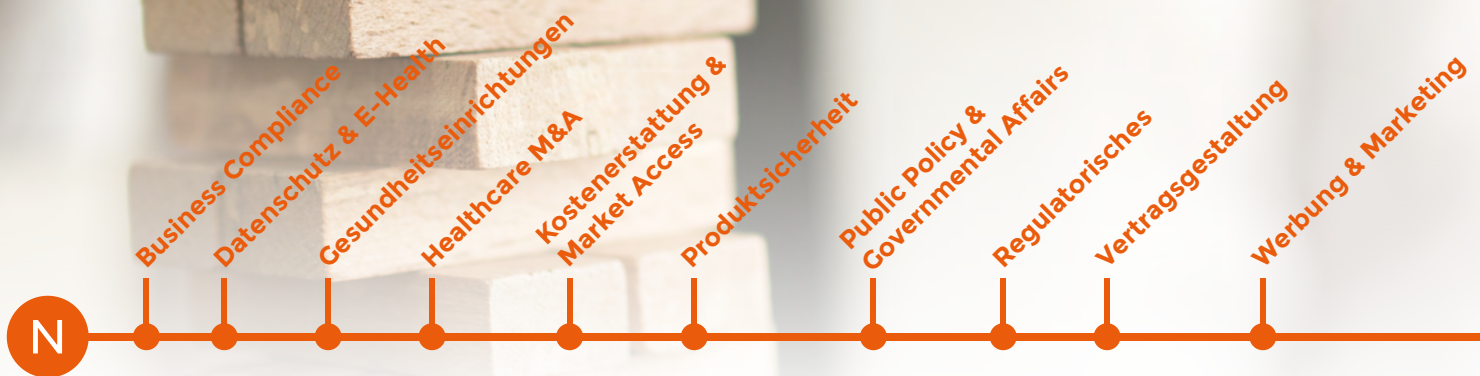 Business Compliance
Datenschutz & E-Health
Gesundheitseinrichtungen
Healthcare M&A
Kostenerstattung &
Market Access
Produktsicherheit
Public Policy &
Governmental Affairs
Regulatorisches
Vertragsgestaltung
Werbung & Marketing
N